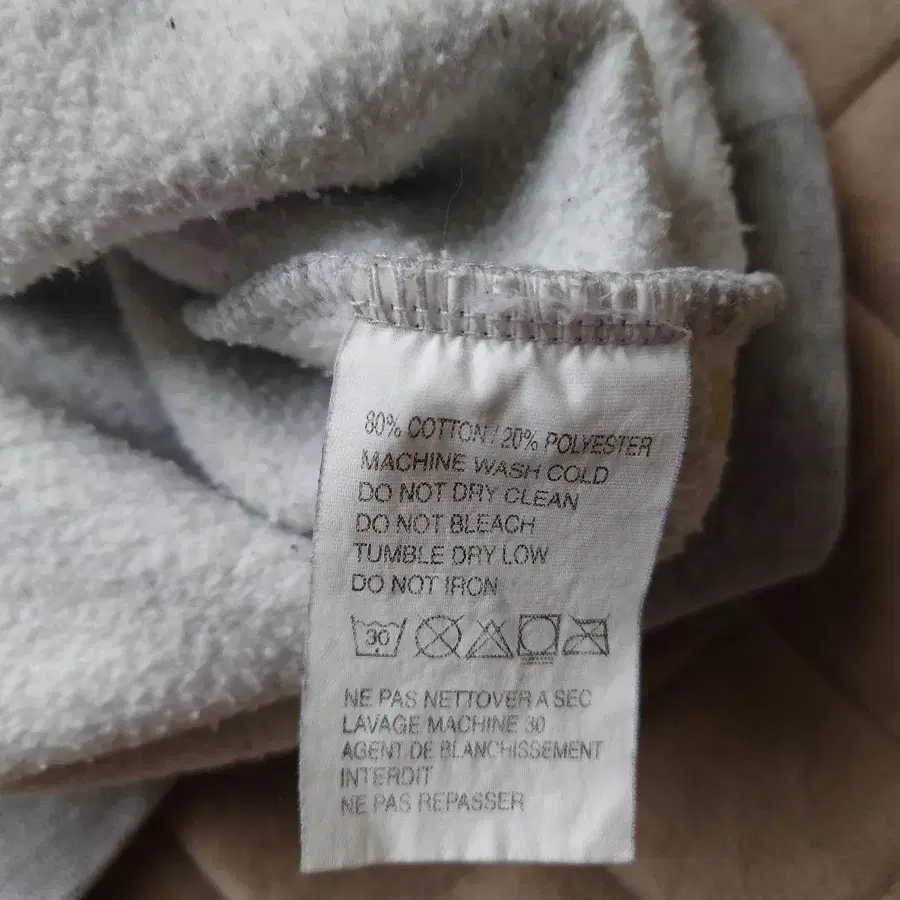 80% COTTON / 20% POLYESTER
MACHINE WASH COLD
DO NOT DRY CLEAN
DO NOT BLEACH
TUMBLE DRY LOW
DO NOT IRON
30
NE PAS NETTOVER A SEC
LAVAGE MACHINE 30
AGENT DE BLANCHISSEMENT
INTERDIT
NE PAS REPASSER